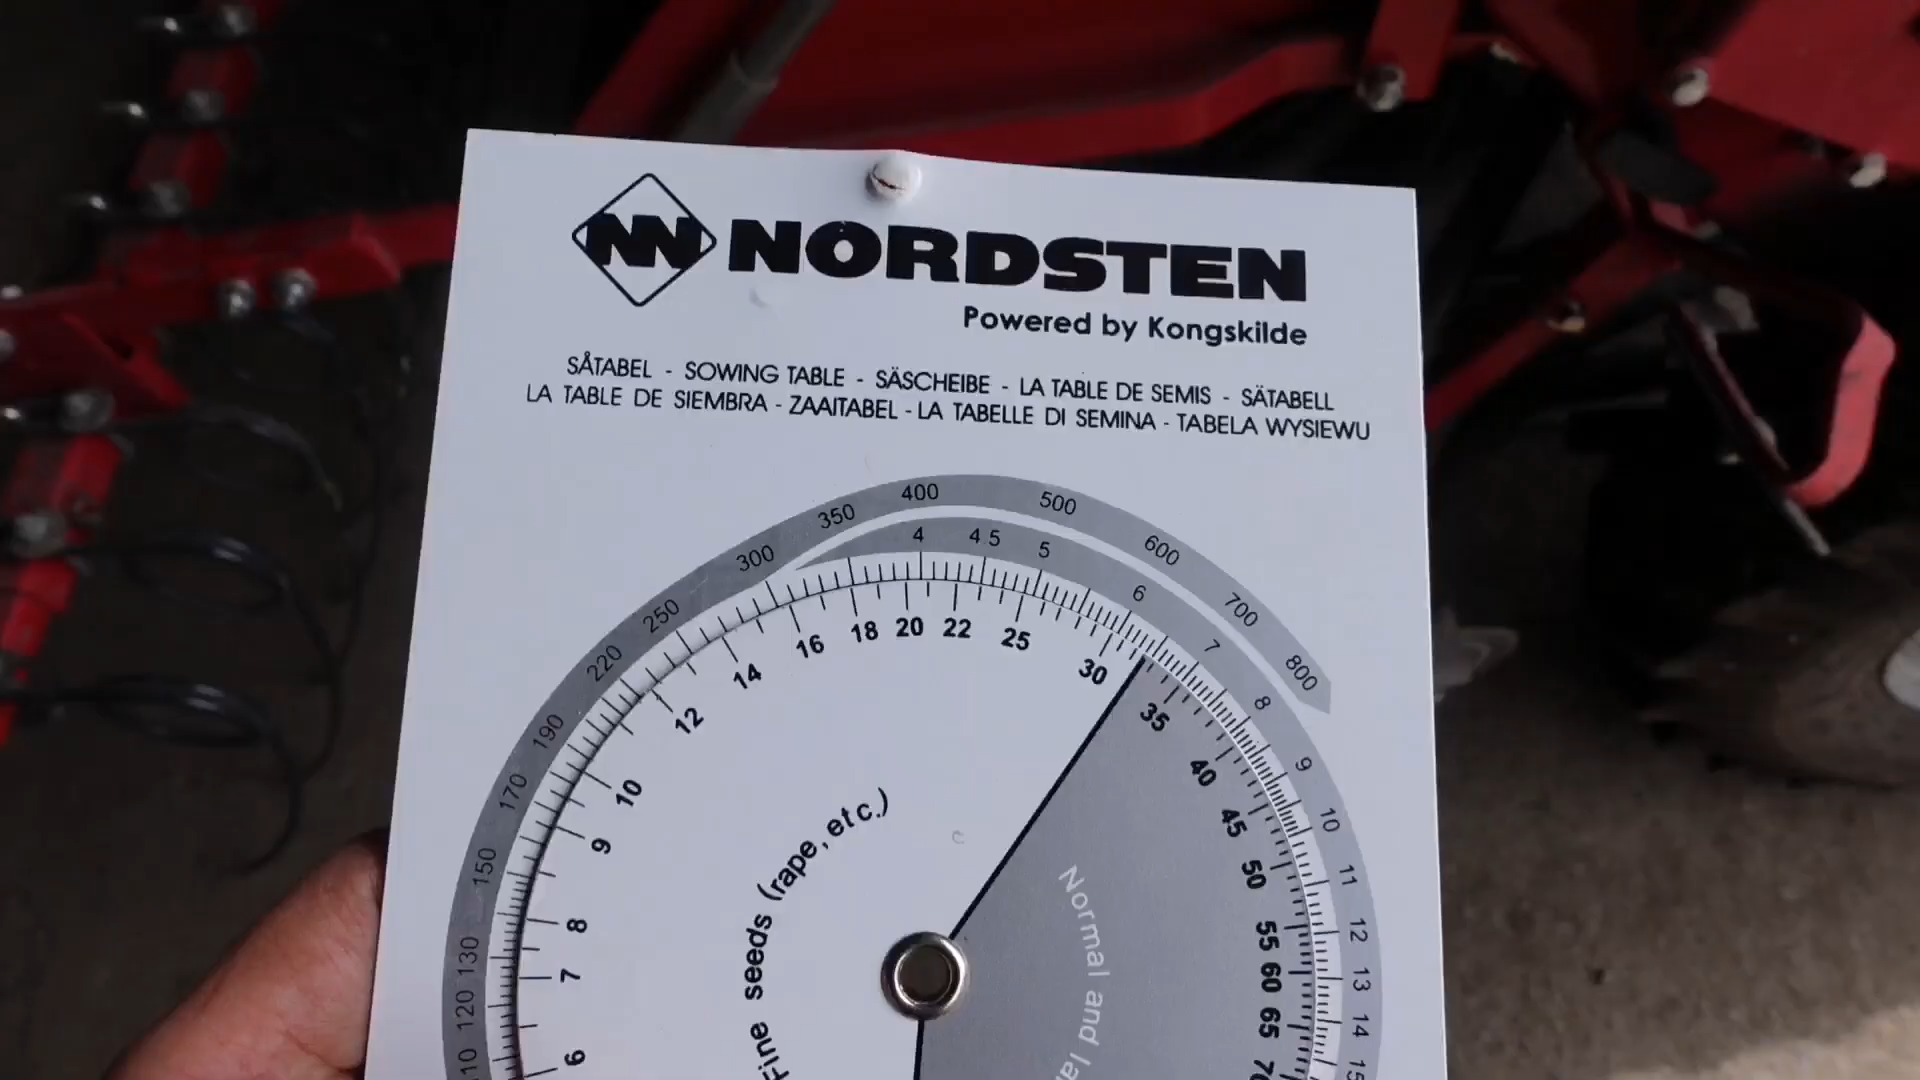 NN NORDSTEN
Powered by Kongskilde
SÅTABEL - SOWING TABLE - SÄSCHEIBE - LA TABLE DE SEMIS - SÄTABELL
LA TABLE DE SIEMBRA - ZAAITABEL - LA TABELLE DI SEMINA - TABELA WYSIEWU
120 130 150 170 190 220 250 300 350 400 500 600 700 800
4 4 5 5 6 7 8 9 10 11 12 13 14 15
6 7 8 9 10 12 14 16 18 20 22 25 30 35 40 45 50 55 60 65
Fine seeds (rape, etc.)
Normal and